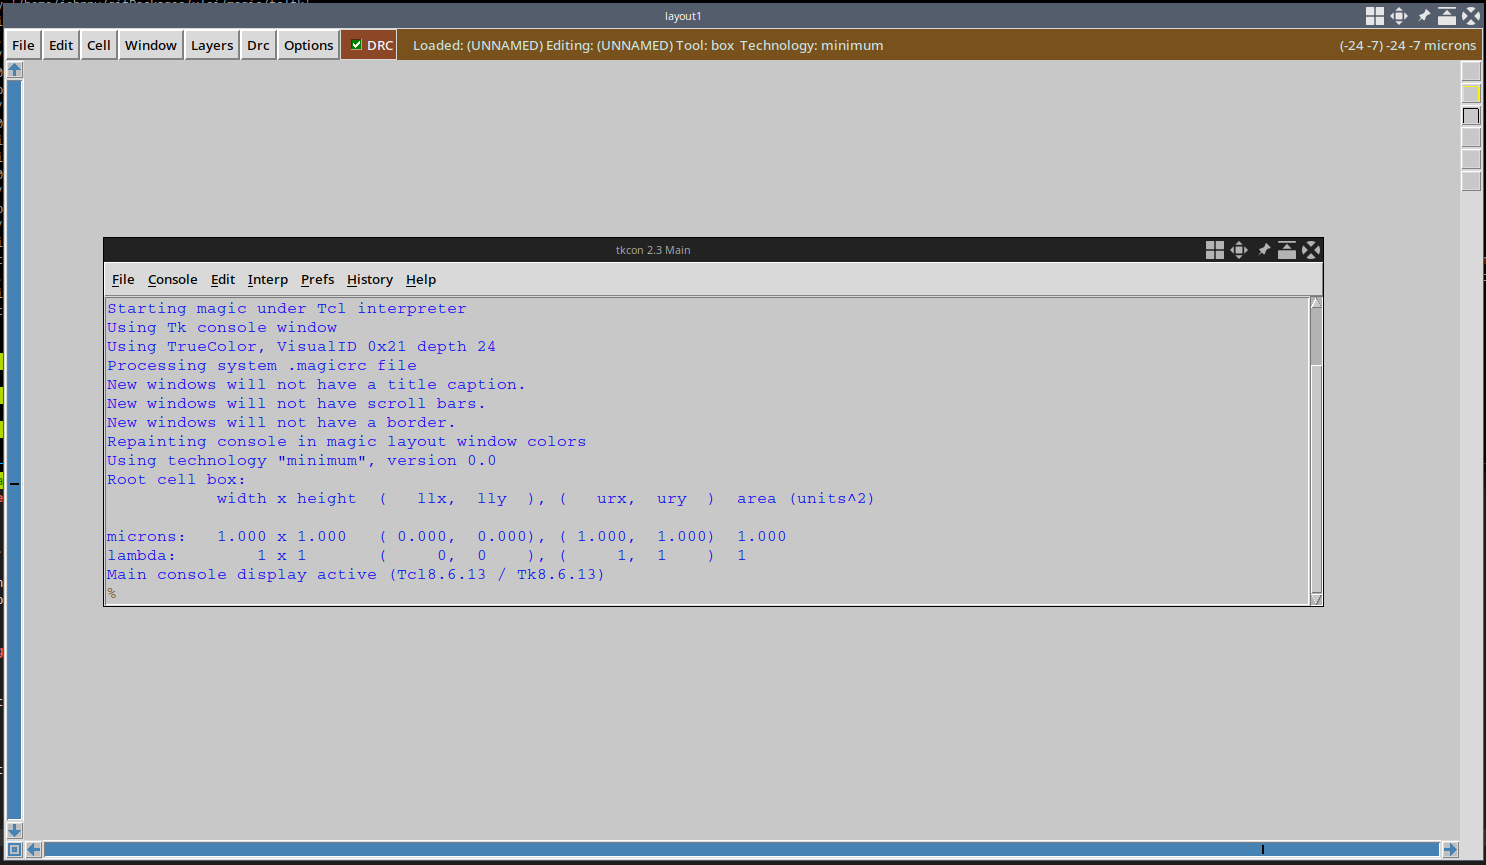 layout1
File Edit Cell Window Layers Drc Options DRC Loaded: (UNNAMED) Editing: (UNNAMED) Tool: box Technology: minimum (-24 -7) -24 -7 microns
tkcon 2.3 Main
File Console Edit Interp Prefs History Help
Starting magic under Tcl interpreter
Using Tk console window
Using TrueColor, VisualID 0x21 depth 24
Processing system .magicrc file
New windows will not have a title caption.
New windows will not have scroll bars.
New windows will not have a border.
Repainting console in magic layout window colors
Using technology "minimum", version 0.0
Root cell box:
width x height ( llx, lly ), ( urx, ury ) area (units^2)
microns: 1.000 x 1.000 ( 0.000, 0.000), ( 1.000, 1.000) 1.000
lambda: 1 x 1 ( 0, 0 ), ( 1, 1 ) 1
Main console display active (Tcl8.6.13 / Tk8.6.13)
%